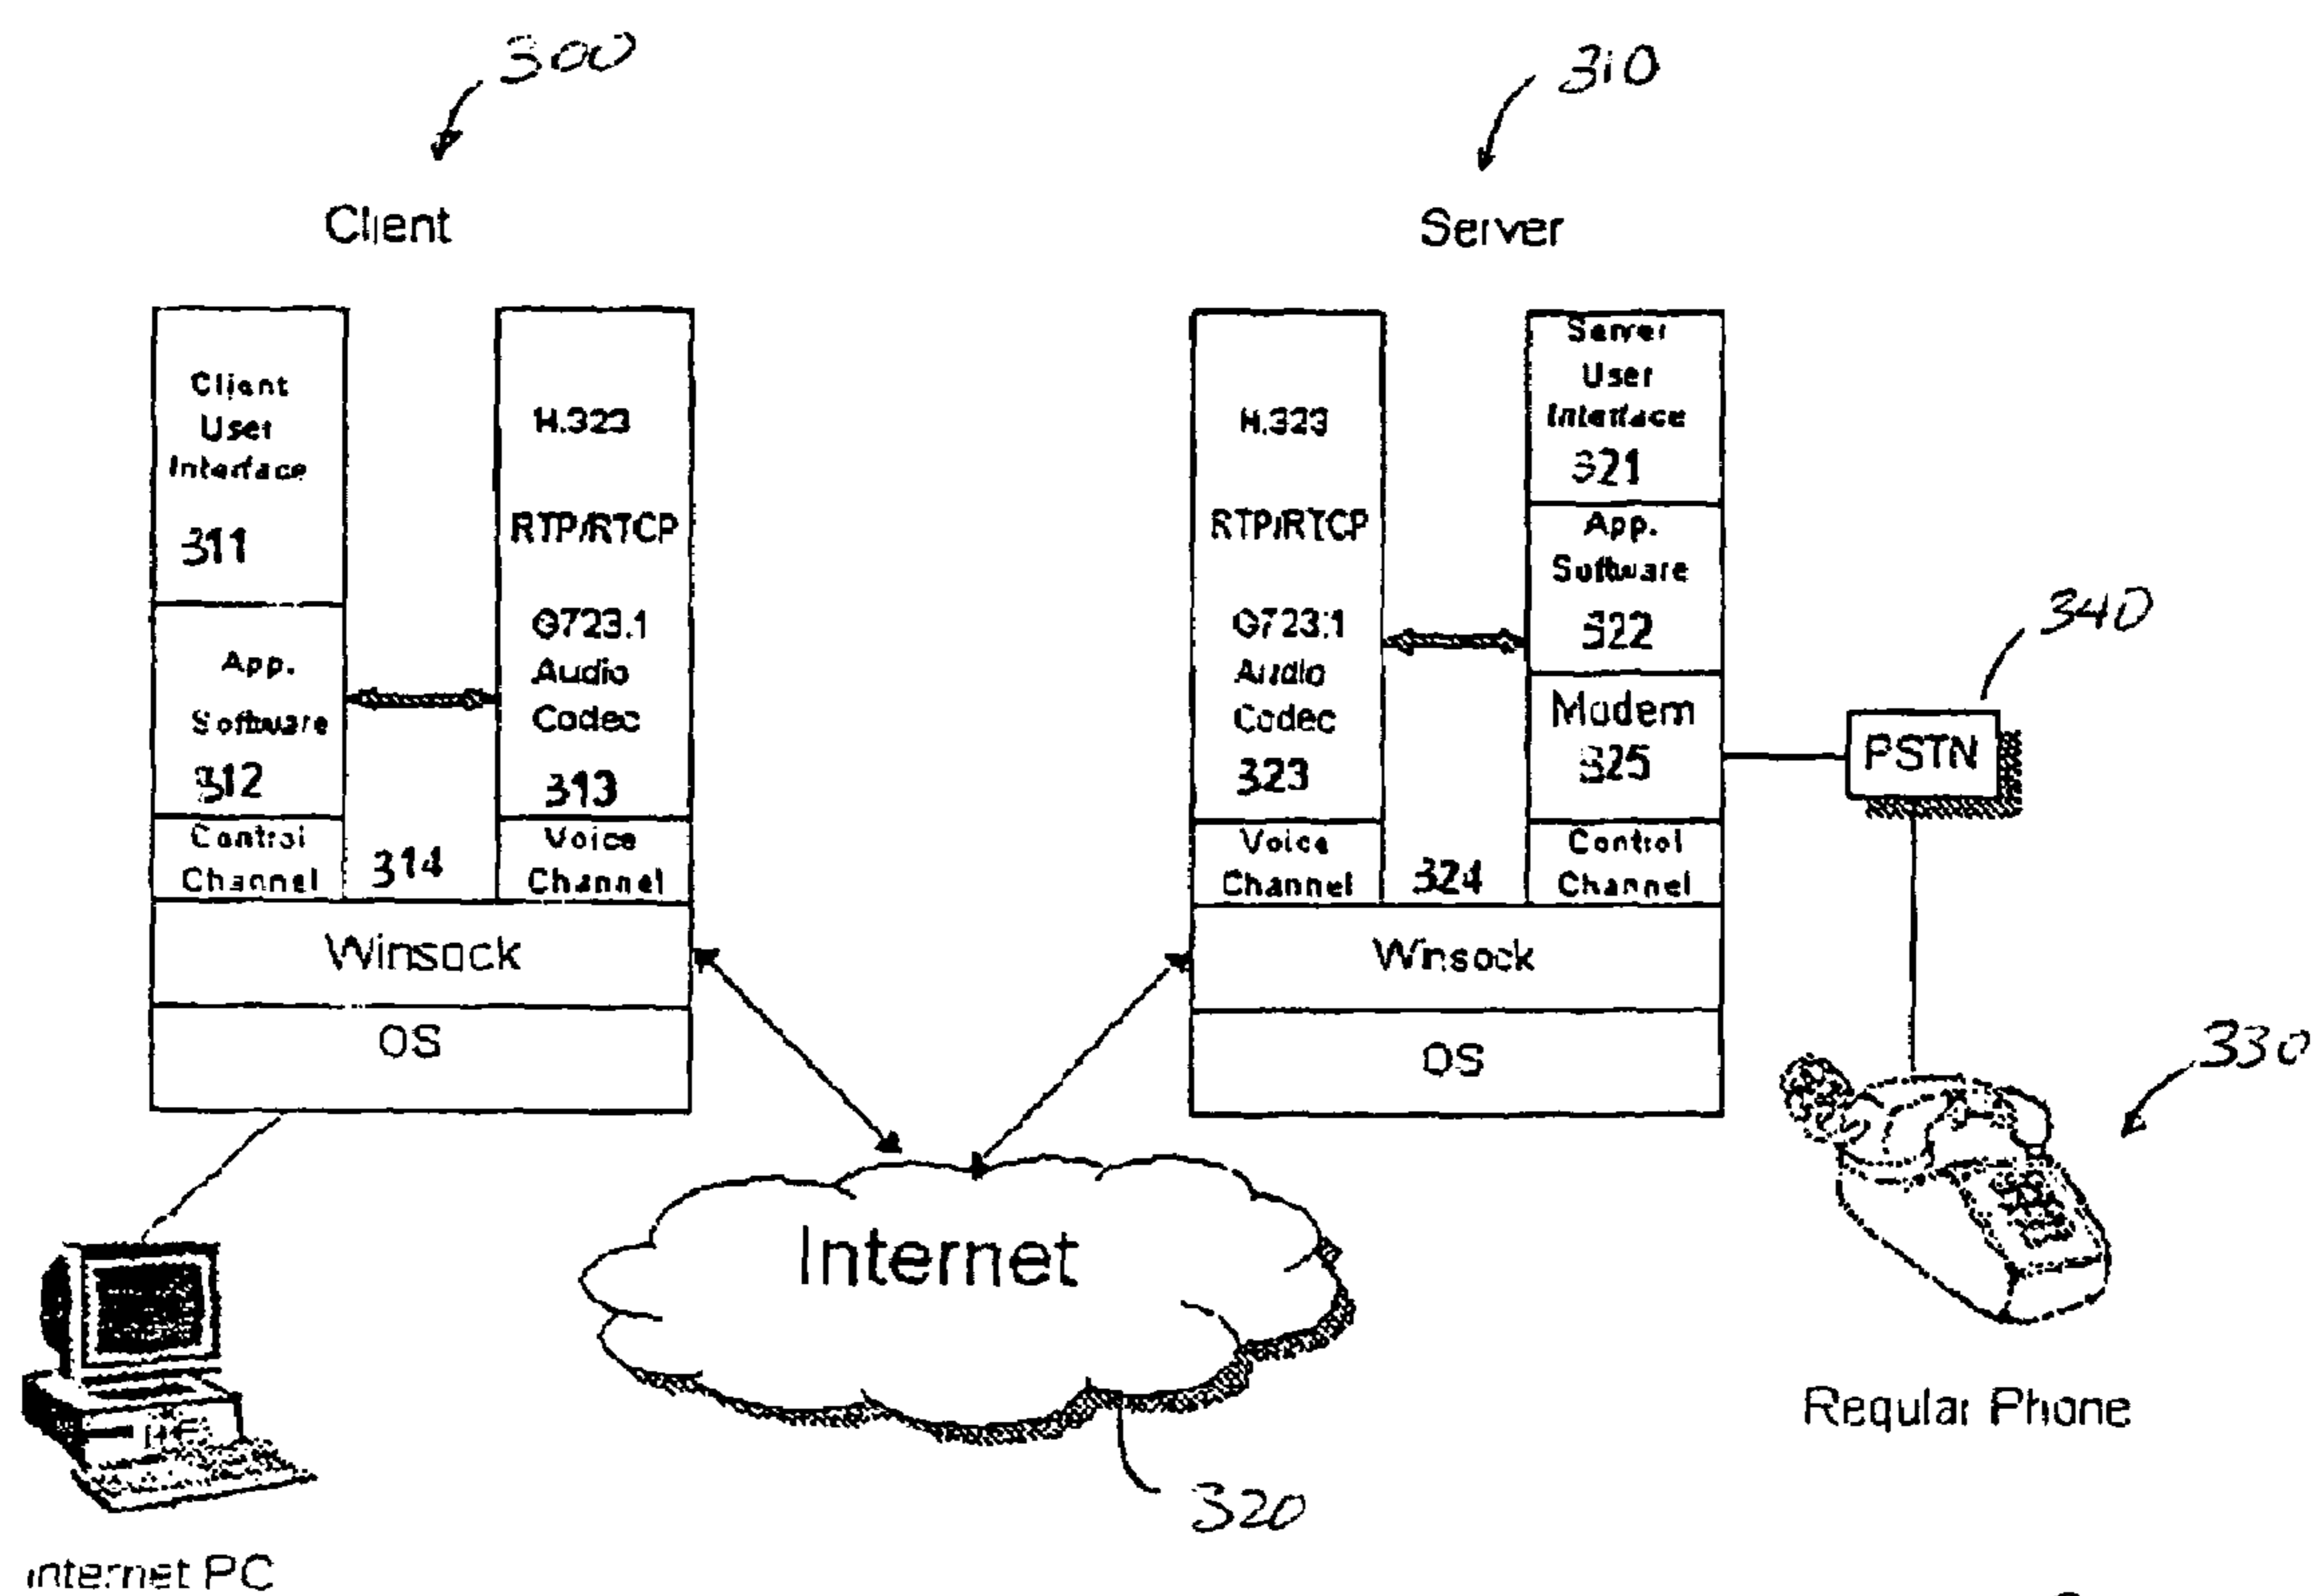 300
310
Client
Server
Client
User
Interface
311
App.
Software
312
Control
Channel
H.323
RTP/RTCP
G723.1
Audio
Codec
313
Voice
Channel
314
Winsock
OS
H.323
RTP/RTCP
G723.1
Audio
Codec
323
Voice
Channel
324
Server
User
Interface
321
App.
Software
322
Modem
325
Control
Channel
Winsock
OS
340
PSTN
330
Regular Phone
Internet
320
Internet PC